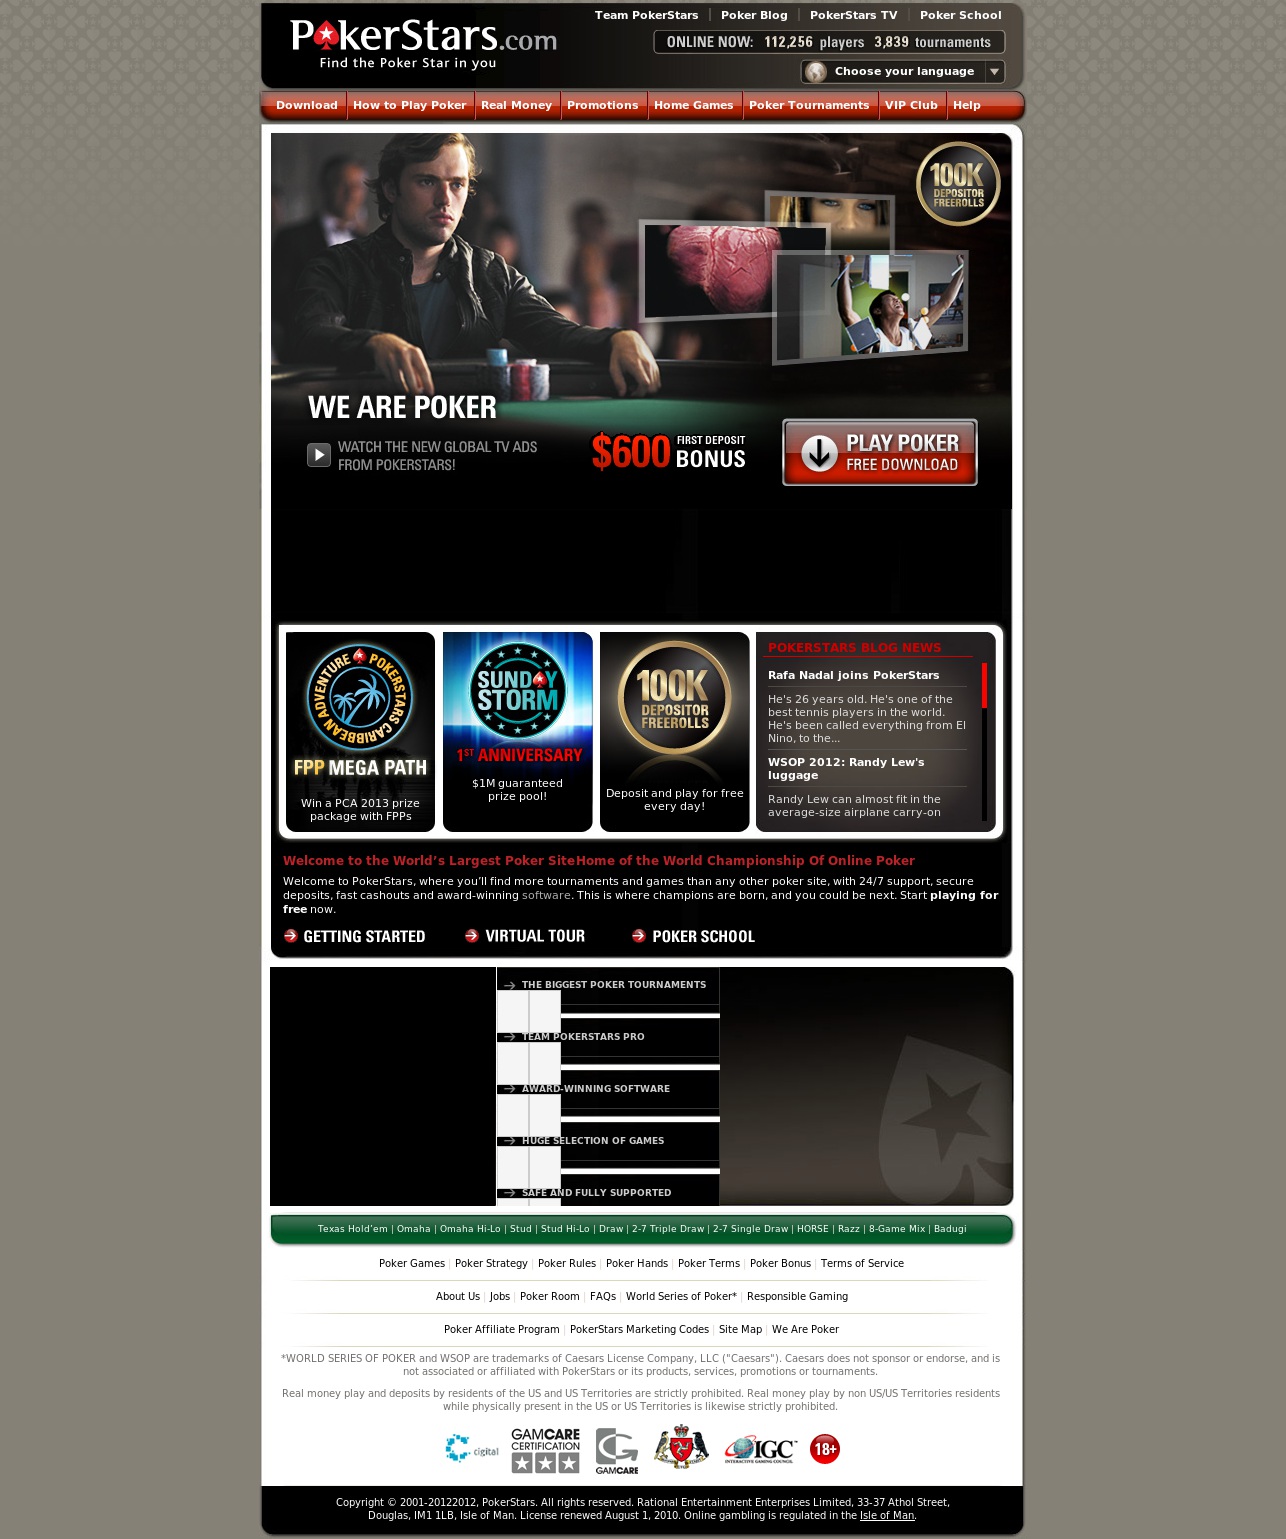 PokerStars.com
Find the Poker Star in you
Team PokerStars | Poker Blog | PokerStars TV | Poker School
ONLINE NOW: 112,256 players 3,839 tournaments
Choose your language
Download How to Play Poker Real Money Promotions Home Games Poker Tournaments VIP Club Help
100K
DEPOSITOR
FREEROLLS
WE ARE POKER
WATCH THE NEW GLOBAL TV ADS
FROM POKERSTARS!
$600 FIRST DEPOSIT
BONUS
PLAY POKER
FREE DOWNLOAD
POKERSTARS CARIBBEAN ADVENTURE
FPP MEGA PATH
Win a PCA 2013 prize
package with FPPs
SUNDAY
STORM
1ST ANNIVERSARY
$1M guaranteed
prize pool!
100K
DEPOSITOR
FREEROLLS
Deposit and play for free
every day!
POKERSTARS BLOG NEWS
Rafa Nadal joins PokerStars
He's 26 years old. He's one of the
best tennis players in the world.
He's been called everything from El
Nino, to the...
WSOP 2012: Randy Lew's
luggage
Randy Lew can almost fit in the
average-size airplane carry-on
Welcome to the World’s Largest Poker SiteHome of the World Championship Of Online Poker
Welcome to PokerStars, where you’ll find more tournaments and games than any other poker site, with 24/7 support, secure
deposits, fast cashouts and award-winning software. This is where champions are born, and you could be next. Start playing for
free now.
GETTING STARTED
VIRTUAL TOUR
POKER SCHOOL
THE BIGGEST POKER TOURNAMENTS
TEAM POKERSTARS PRO
AWARD-WINNING SOFTWARE
HUGE SELECTION OF GAMES
SAFE AND FULLY SUPPORTED
Texas Hold’em | Omaha | Omaha Hi-Lo | Stud | Stud Hi-Lo | Draw | 2-7 Triple Draw | 2-7 Single Draw | HORSE | Razz | 8-Game Mix | Badugi
Poker Games | Poker Strategy | Poker Rules | Poker Hands | Poker Terms | Poker Bonus | Terms of Service
About Us | Jobs | Poker Room | FAQs | World Series of Poker* | Responsible Gaming
Poker Affiliate Program | PokerStars Marketing Codes | Site Map | We Are Poker
*WORLD SERIES OF POKER and WSOP are trademarks of Caesars License Company, LLC ("Caesars"). Caesars does not sponsor or endorse, and is
not associated or affiliated with PokerStars or its products, services, promotions or tournaments.
Real money play and deposits by residents of the US and US Territories are strictly prohibited. Real money play by non US/US Territories residents
while physically present in the US or US Territories is likewise strictly prohibited.
cigital
GAMCARE
CERTIFICATION
GAMCARE
IGC
INTERACTIVE GAMING COUNCIL
18+
Copyright © 2001-20122012, PokerStars. All rights reserved. Rational Entertainment Enterprises Limited, 33-37 Athol Street,
Douglas, IM1 1LB, Isle of Man. License renewed August 1, 2010. Online gambling is regulated in the Isle of Man.